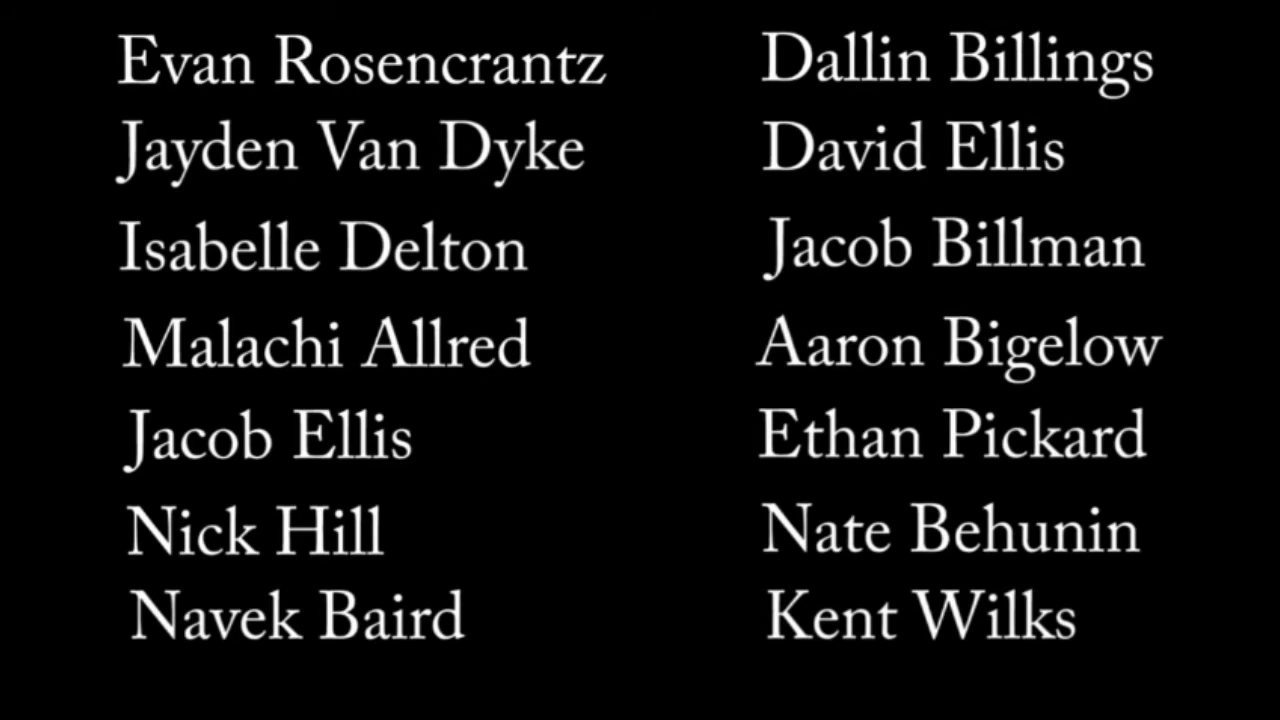 Evan Rosencrantz
Jayden Van Dyke
Isabelle Delton
Malachi Allred
Jacob Ellis
Nick Hill
Navek Baird
Dallin Billings
David Ellis
Jacob Billman
Aaron Bigelow
Ethan Pickard
Nate Behunin
Kent Wilks